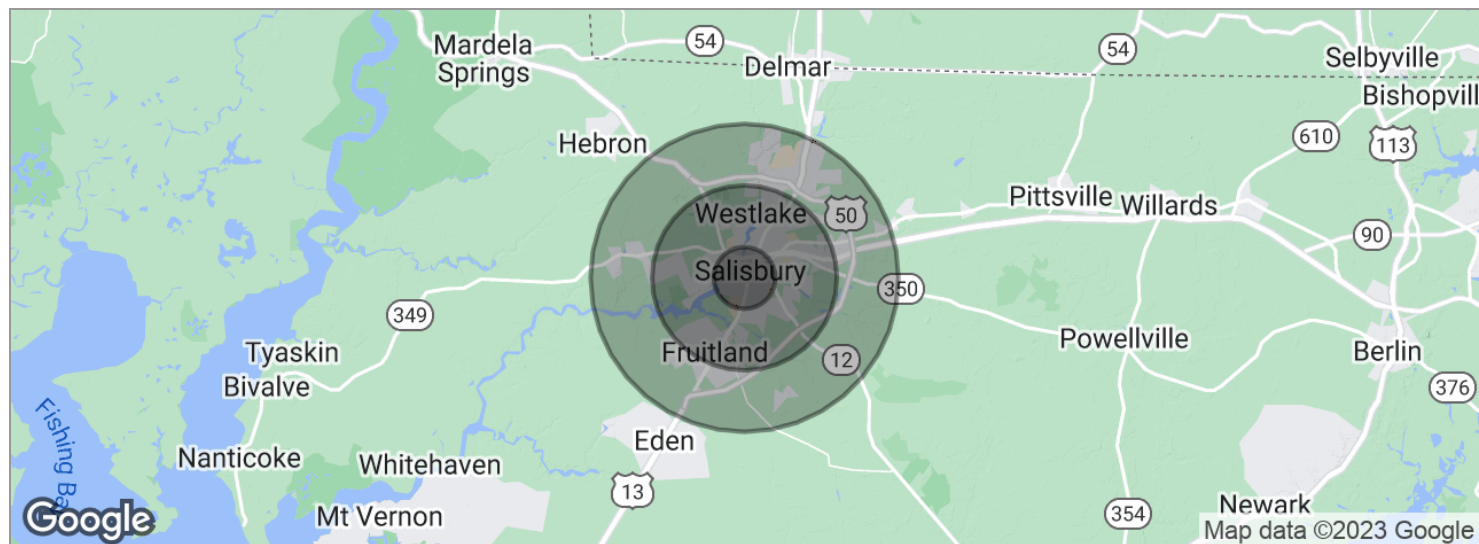 Mardela
Springs
54
Delmar
54
Selbyville
Bishopvill
Hebron
610
113
Westlake
50
Pittsville
Willards
90
Salisbury
350
349
Tyaskin
Bivalve
Fruitland
12
Powellville
Berlin
376
Fishing Ba
Nanticoke
Whitehaven
Eden
13
Mt Vernon
354
Newark
Google
Map data ©2023 Google